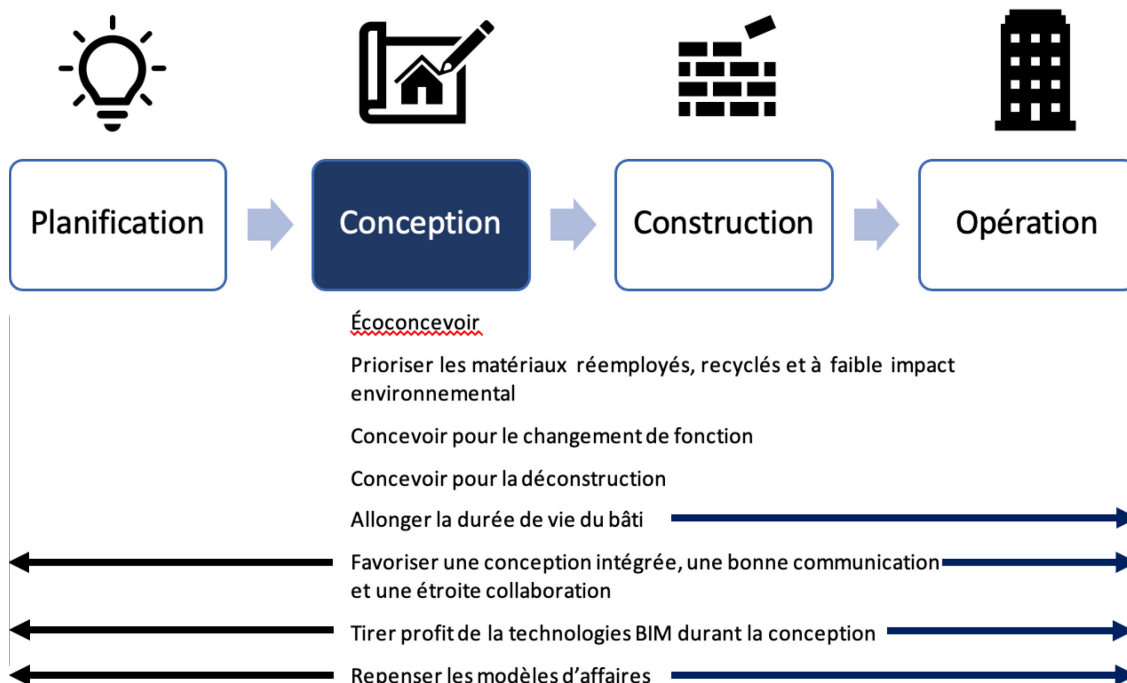 Planification
Conception
Construction
Opération
Écoconcevoir
Prioriser les matériaux réemployés, recyclés et à faible impact
environnemental
Concevoir pour le changement de fonction
Concevoir pour la déconstruction
Allonger la durée de vie du bâti
Favoriser une conception intégrée, une bonne communication
et une étroite collaboration
Tirer profit de la technologies BIM durant la conception
Repenser les modèles d'affaires